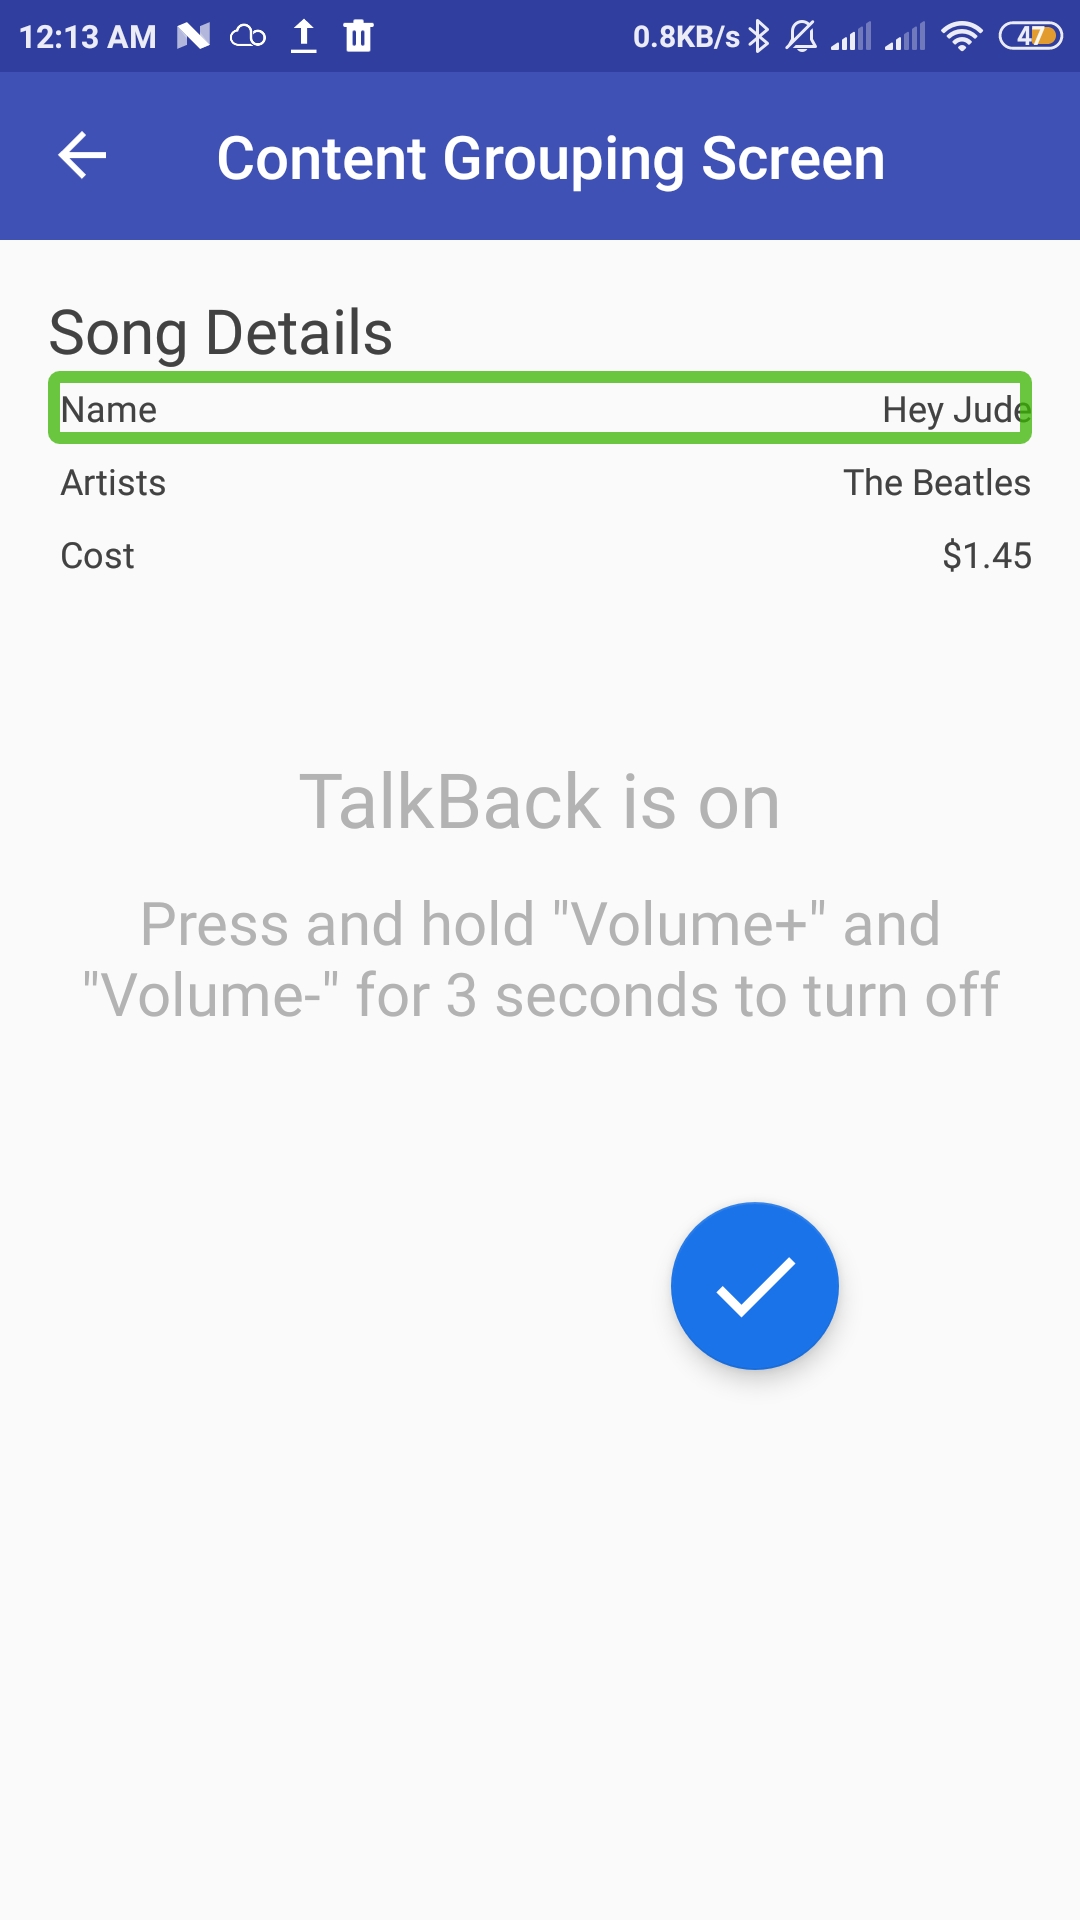 12:13 AM 0.8KB/s 47
Content Grouping Screen
Song Details
Name Hey Jude
Artists The Beatles
Cost $1.45
TalkBack is on
Press and hold "Volume+" and
"Volume-" for 3 seconds to turn off